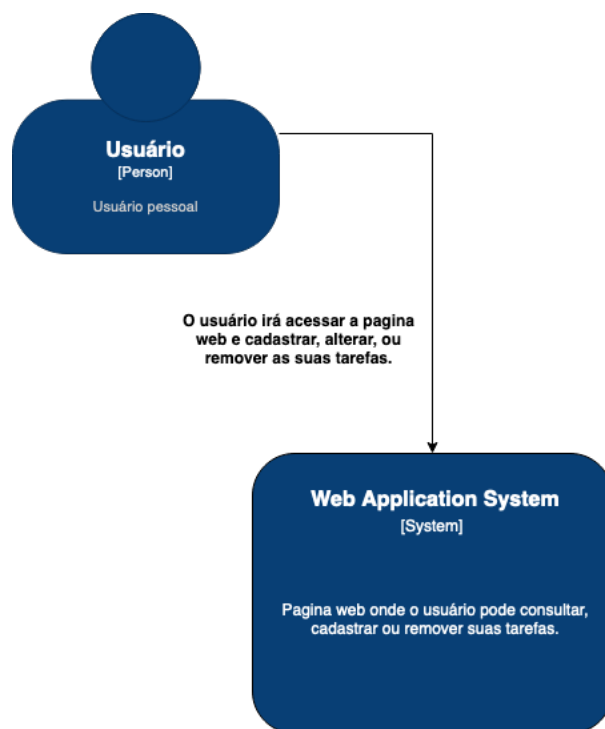 Usuário
[Person]
Usuário pessoal
O usuário irá acessar a pagina
web e cadastrar, alterar, ou
remover as suas tarefas.
Web Application System
[System]
Pagina web onde o usuário pode consultar,
cadastrar ou remover suas tarefas.